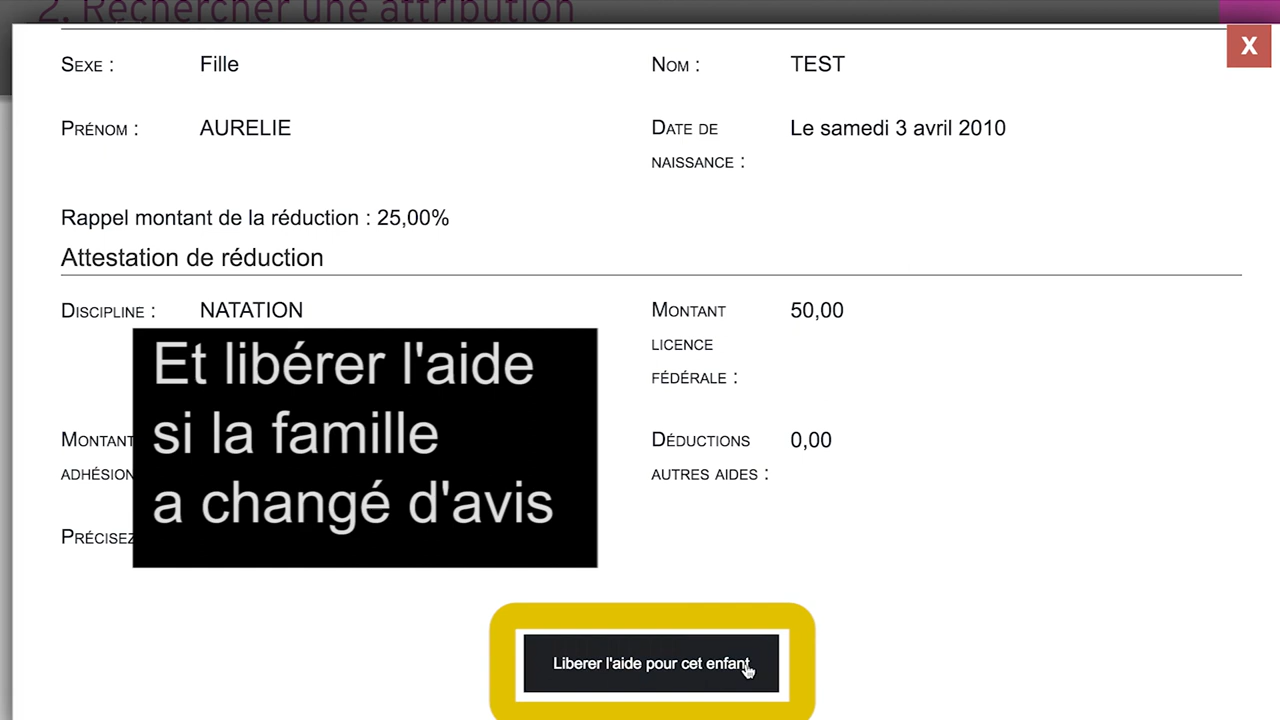 2. Rechercher une attribution
X
Sexe : Fille
Nom : TEST
Prénom : AURELIE
Date de naissance : Le samedi 3 avril 2010
Rappel montant de la réduction : 25,00%
Attestation de réduction
Discipline : NATATION
Montant licence fédérale : 50,00
Et libérer l'aide
si la famille
a changé d'avis
Montant
adhésion
Déductions autres aides : 0,00
Précisez
Liberer l'aide pour cet enfant